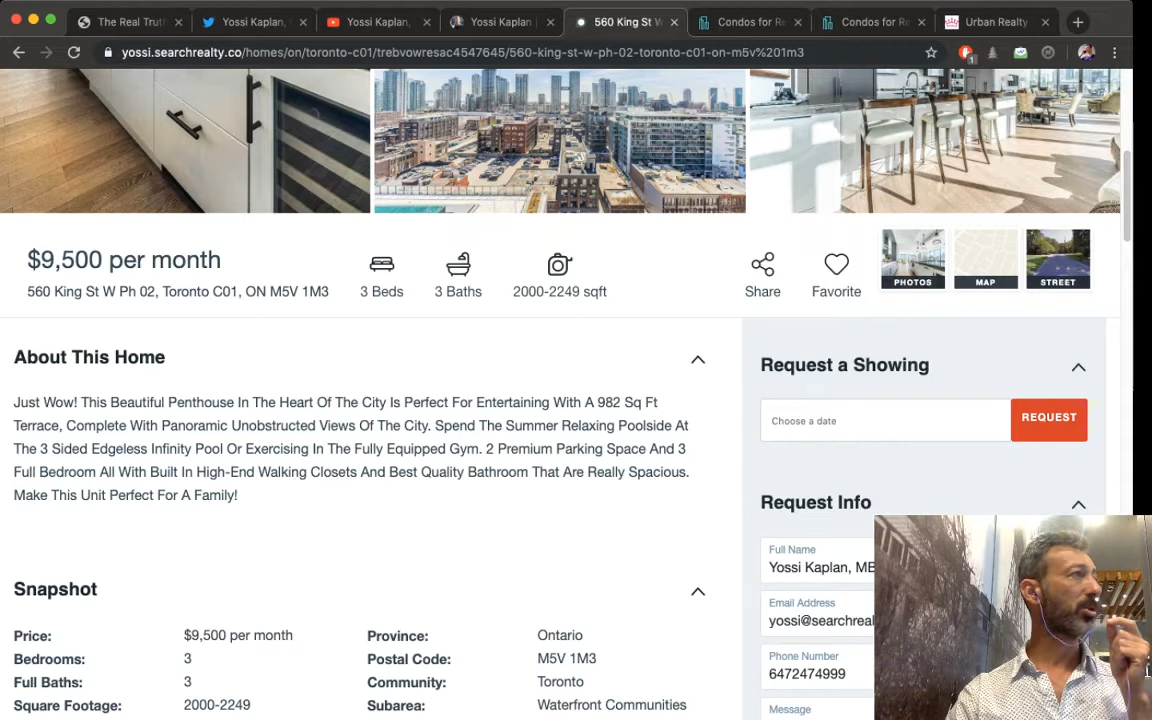 The Real Trut
Yossi Kaplan,
Yossi Kaplan,
Yossi Kaplan
560 King St W
Condos for Re
Condos for Re
Urban Realty
yossi.searchrealty.co/homes/on/toronto-c01/trebvowresac4547645/560-king-st-w-ph-02-toronto-c01-on-m5v%201m3
1
$9,500 per month
560 King St W Ph 02, Toronto C01, ON M5V 1M3
3 Beds
3 Baths
2000-2249 sqft
Share
Favorite
PHOTOS
MAP
STREET
About This Home
Just Wow! This Beautiful Penthouse In The Heart Of The City Is Perfect For Entertaining With A 982 Sq Ft
Terrace, Complete With Panoramic Unobstructed Views Of The City. Spend The Summer Relaxing Poolside At
The 3 Sided Edgeless Infinity Pool Or Exercising In The Fully Equipped Gym. 2 Premium Parking Space And 3
Full Bedroom All With Built In High-End Walking Closets And Best Quality Bathroom That Are Really Spacious.
Make This Unit Perfect For A Family!
Request a Showing
Choose a date
REQUEST
Request Info
Full Name
Yossi Kaplan, MB
Email Address
yossi@searchreal
Phone Number
6472474999
Message
Snapshot
Price: $9,500 per month Province: Ontario
Bedrooms: 3 Postal Code: M5V 1M3
Full Baths: 3 Community: Toronto
Square Footage: 2000-2249 Subarea: Waterfront Communities